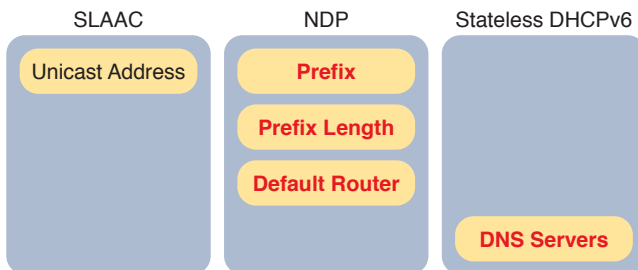 SLAAC
NDP
Stateless DHCPv6
Unicast Address
Prefix
Prefix Length
Default Router
DNS Servers